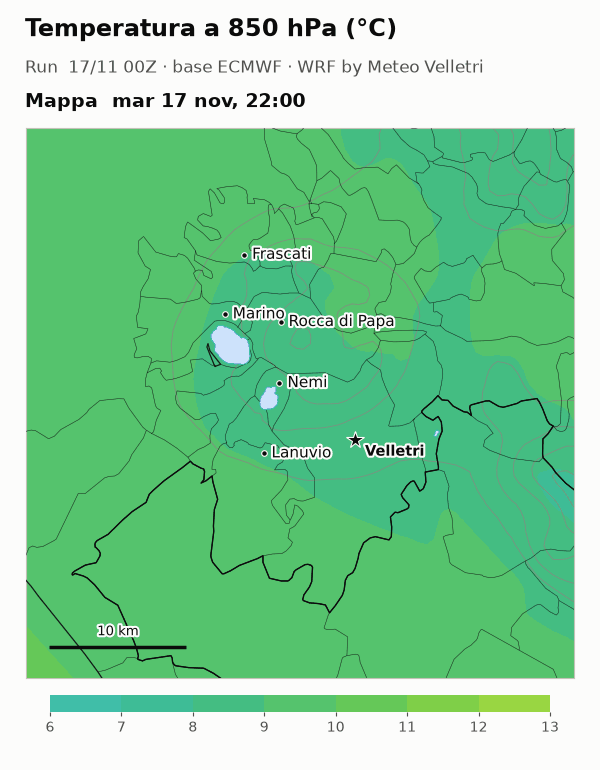 Temperatura a 850 hPa (°C)
Run  17/11 00Z · base ECMWF · WRF by Meteo Velletri
Mappa  mar 17 nov, 22:00
Frascati
Marino
Rocca di Papa
Nemi
Velletri
Lanuvio
10 km
6 7 8 9 10 11 12 13